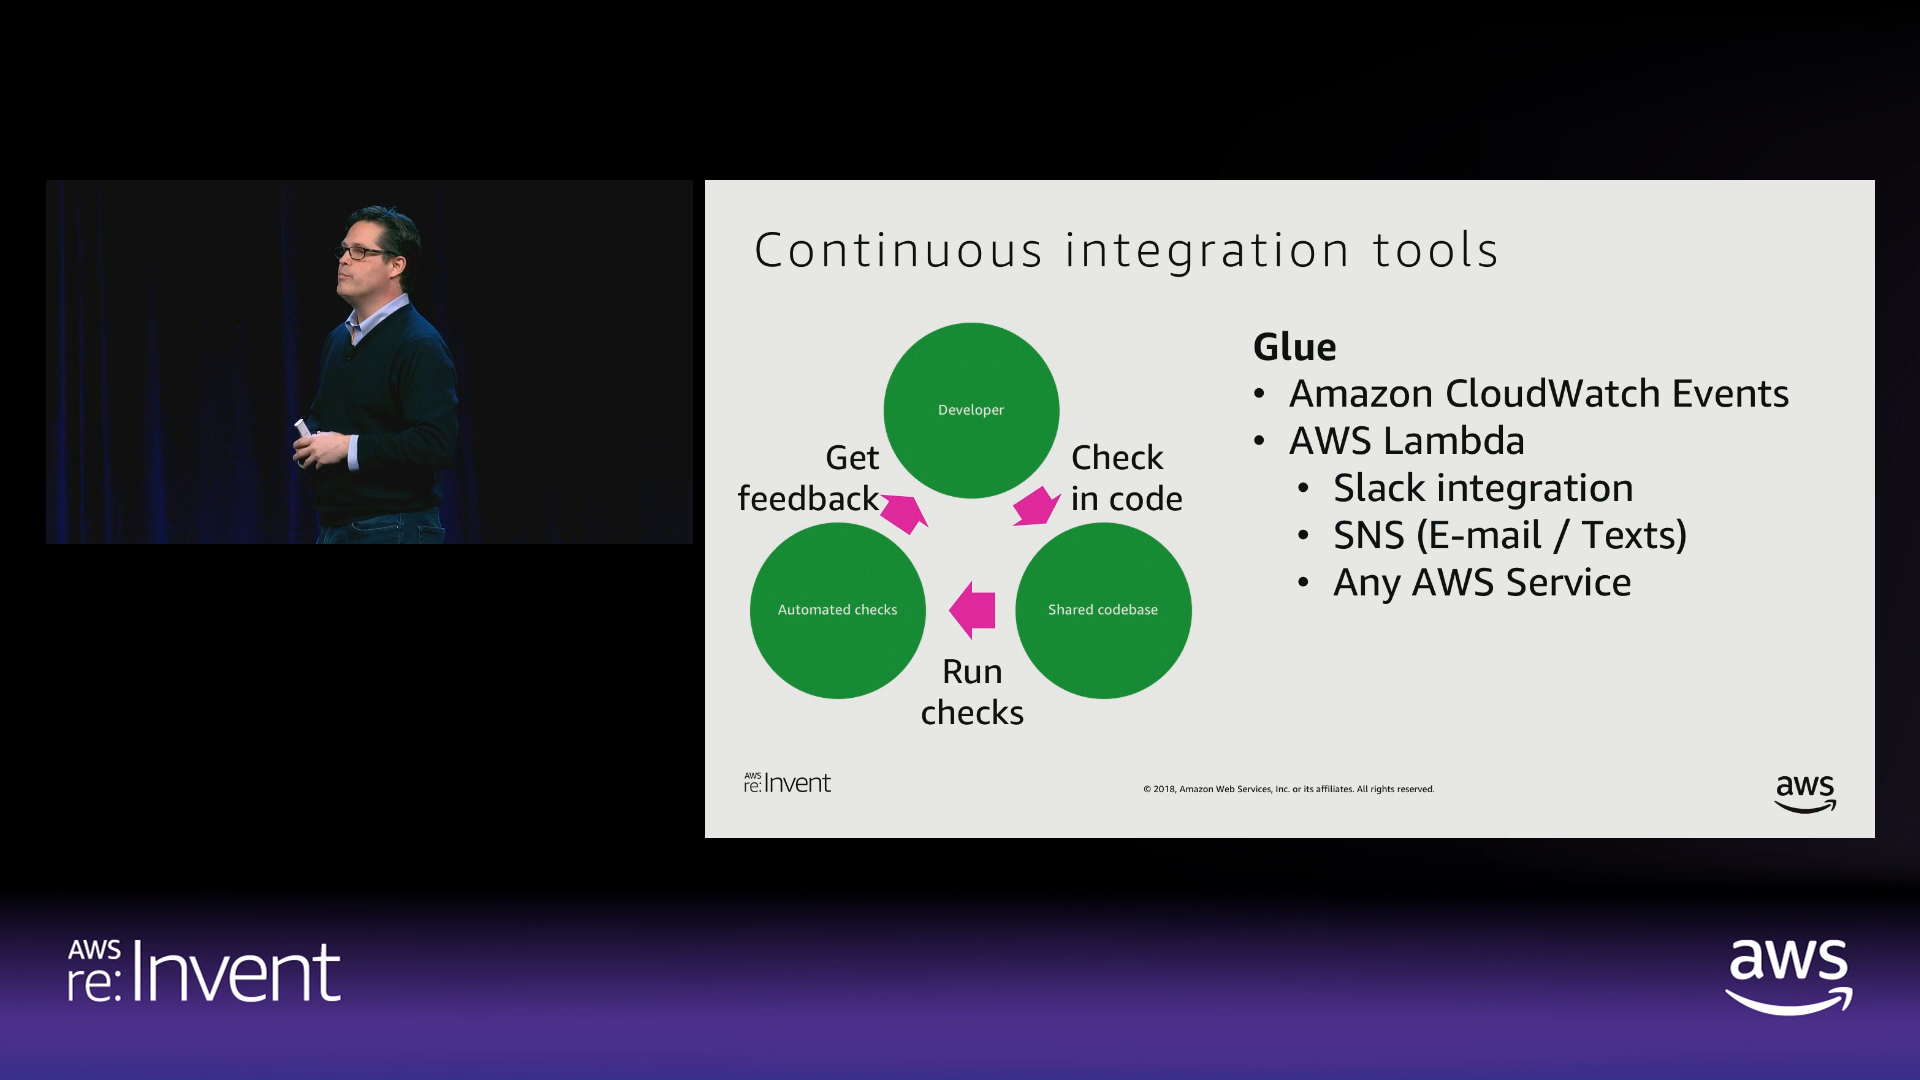 Continuous integration tools
Developer
Get
feedback
Check
in code
Automated checks
Shared codebase
Run
checks
Glue
• Amazon CloudWatch Events
• AWS Lambda
• Slack integration
• SNS (E-mail / Texts)
• Any AWS Service
AWS
re:Invent
© 2018, Amazon Web Services, Inc. or its affiliates. All rights reserved.
aws
AWS
re:Invent
aws